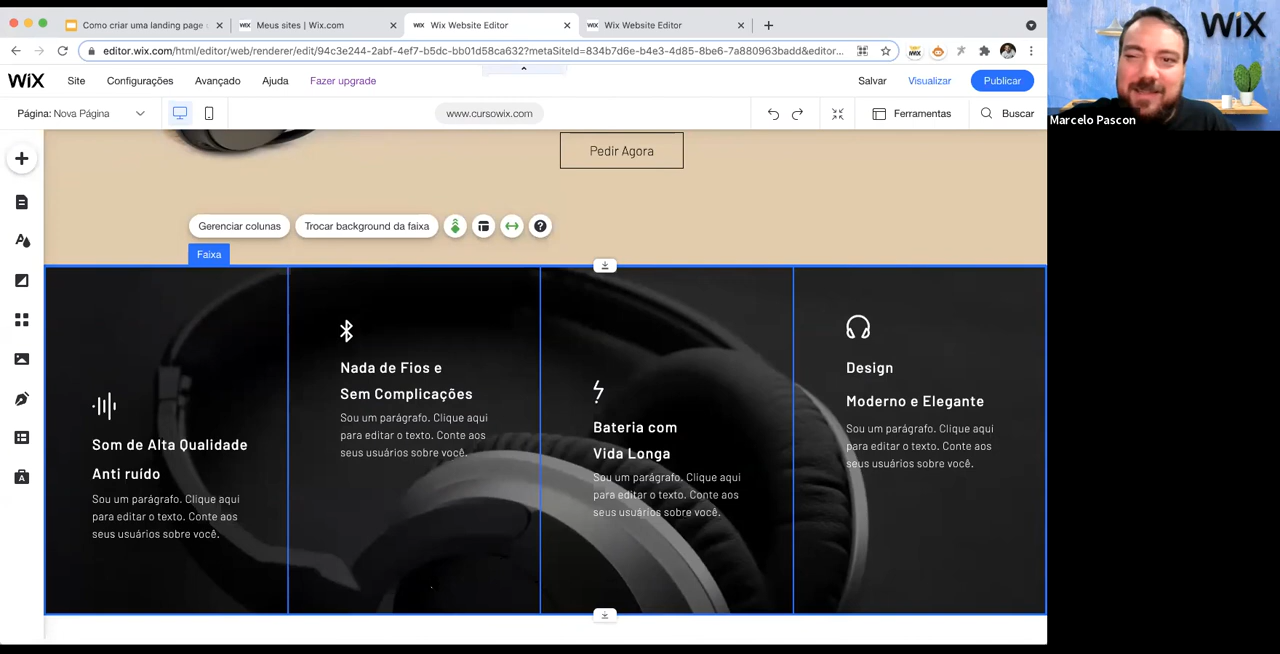 Como criar uma landing page
Meus sites | Wix.com
Wix Website Editor
Wix Website Editor
editor.wix.com/html/editor/web/renderer/edit/94c3e244-2abf-4ef7-b5dc-bb01d58ca632?metaSiteId=834b7d6e-b4e3-4d85-8be6-7a880963badd&editor...
WiX
Site
Configurações
Avançado
Ajuda
Fazer upgrade
Salvar
Visualizar
Publicar
Página: Nova Página
www.cursowix.com
Ferramentas
Buscar
WiX
Marcelo Pascon
Pedir Agora
Gerenciar colunas
Trocar background da faixa
?
Faixa
Som de Alta Qualidade
Anti ruído
Sou um parágrafo. Clique aqui
para editar o texto. Conte aos
seus usuários sobre você.
Nada de Fios e
Sem Complicações
Sou um parágrafo. Clique aqui
para editar o texto. Conte aos
seus usuários sobre você.
Bateria com
Vida Longa
Sou um parágrafo. Clique aqui
para editar o texto. Conte aos
seus usuários sobre você.
Design
Moderno e Elegante
Sou um parágrafo. Clique aqui
para editar o texto. Conte aos
seus usuários sobre você.